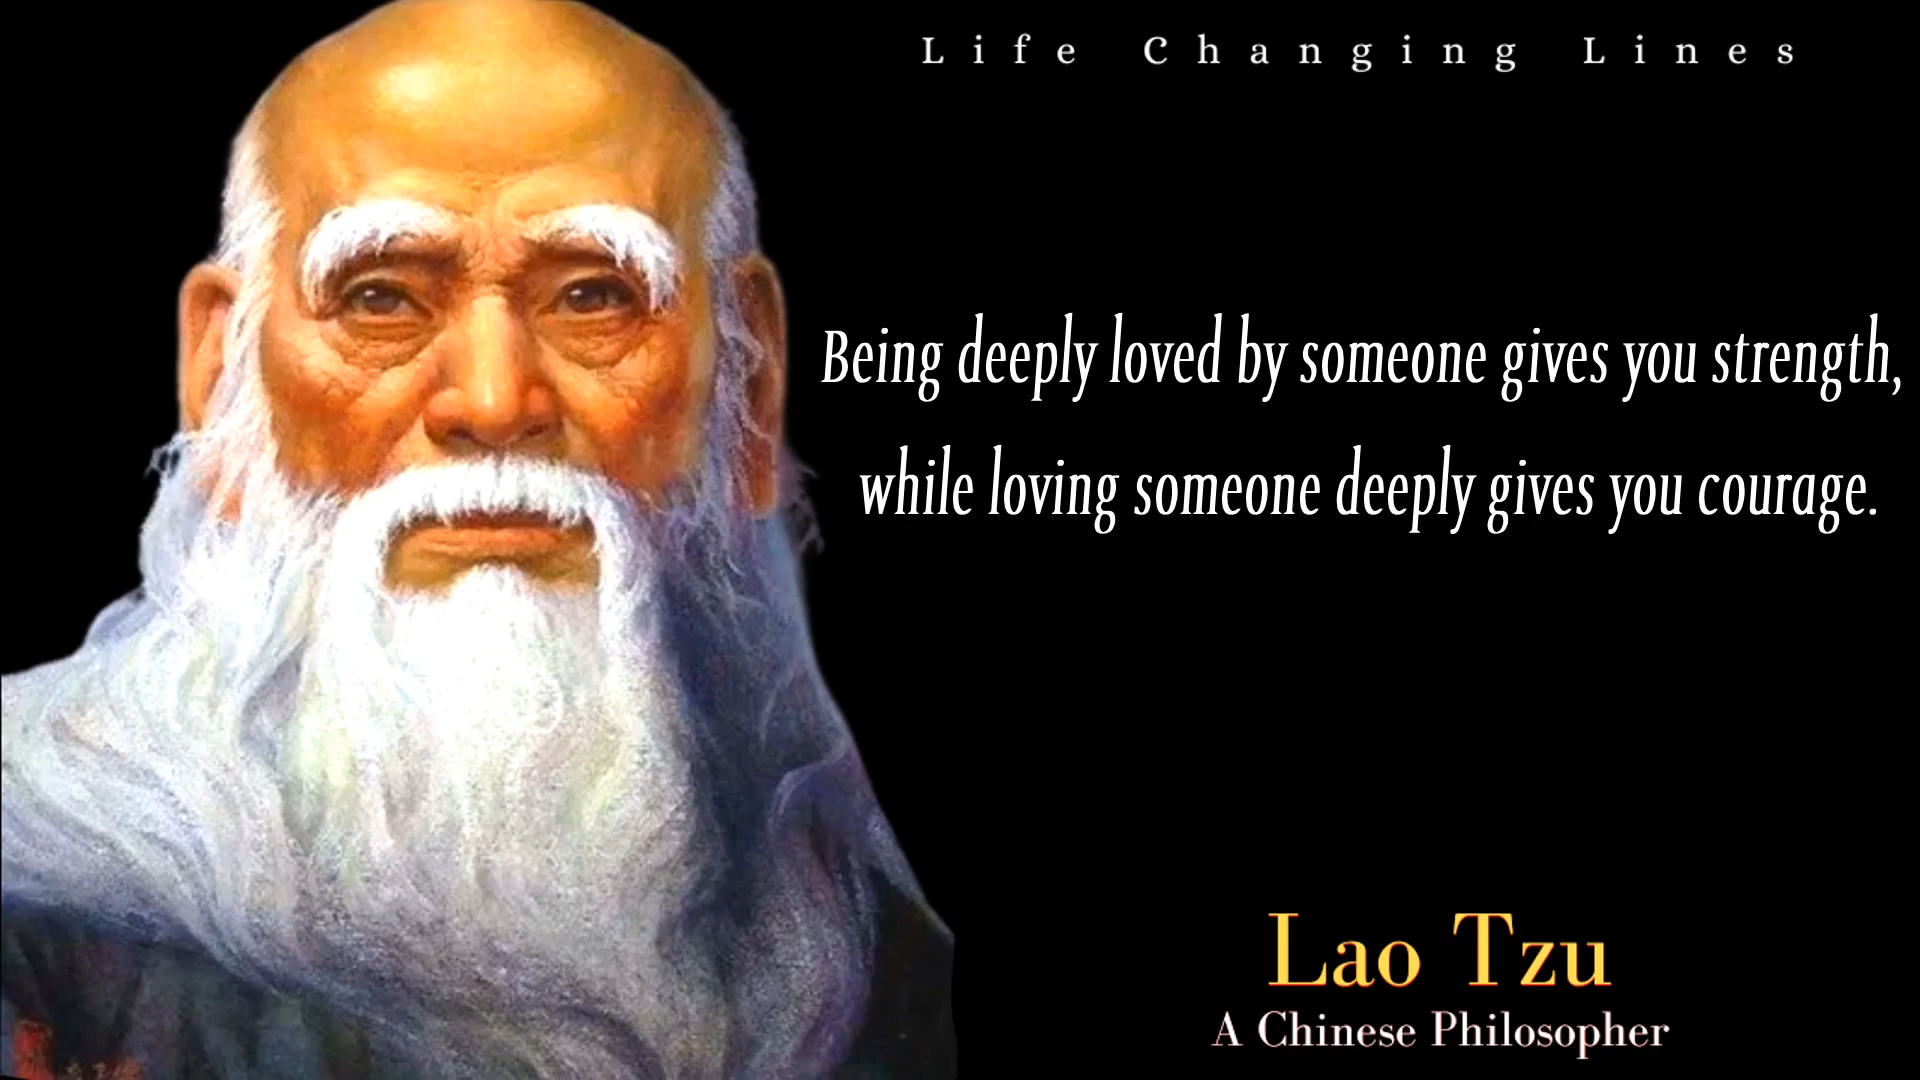 Life Changing Lines
Being deeply loved by someone gives you strength,
while loving someone deeply gives you courage.
Lao Tzu
A Chinese Philosopher